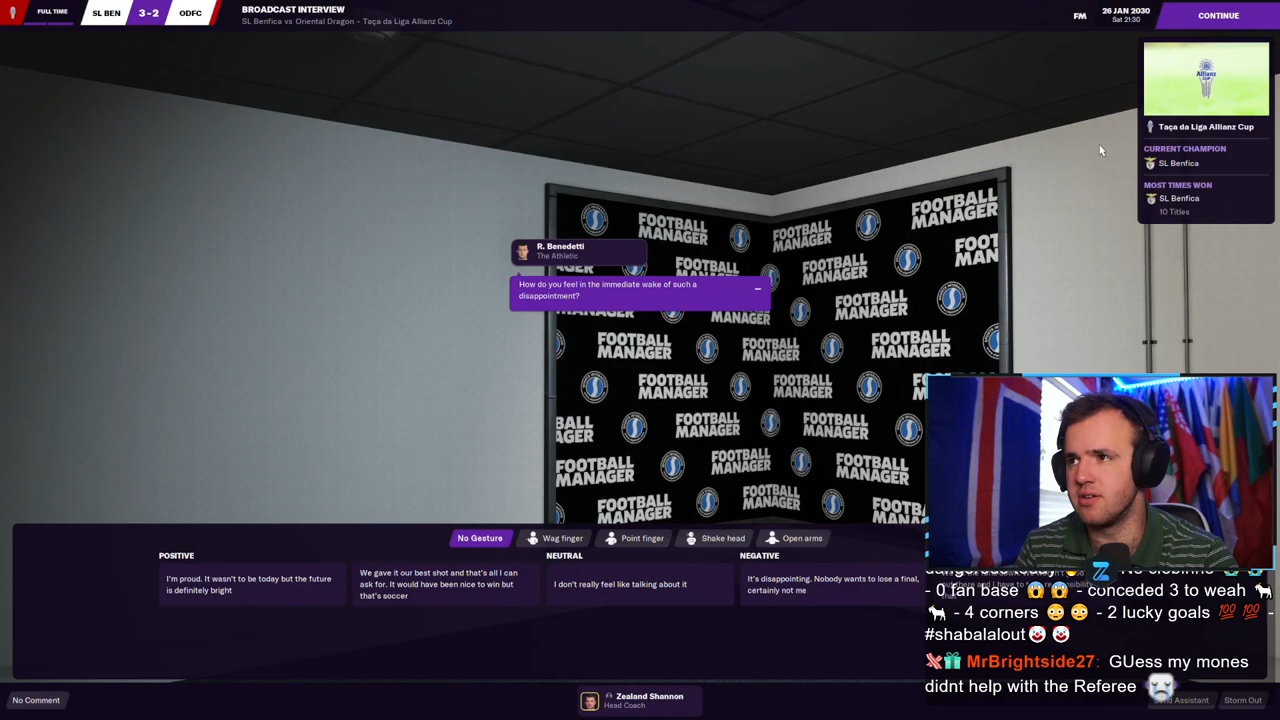 FULL TIME
SL BEN
3-2
ODFC
BROADCAST INTERVIEW
SL Benfica vs Oriental Dragon - Taça da Liga Allianz Cup
FM
26 JAN 2030
Sat 21:30
CONTINUE
Allianz
CUP
Taça da Liga Allianz Cup
CURRENT CHAMPION
SL Benfica
MOST TIMES WON
SL Benfica
10 Titles
R. Benedetti
The Athletic
How do you feel in the immediate wake of such a
disappointment?
FOOTBALL
MANAGER
No Gesture
Wag finger
Point finger
Shake head
Open arms
POSITIVE
NEUTRAL
NEGATIVE
I'm proud. It wasn't to be today but the future
is definitely bright
We gave it our best shot and that's all I can
ask for. It would have been nice to win but
that's soccer
I don't really feel like talking about it
It's disappointing. Nobody wants to lose a final,
certainly not me
- 0 fan base 😱 😱 - conceded 3 to weah 🐐
🐐 - 4 corners 😳 😳 - 2 lucky goals 💯 💯 -
#shabalalout🤡 🤡
MrBrightside27: GUess my mones
didnt help with the Referee
No Comment
Zealand Shannon
Head Coach
Send Assistant
Storm Out